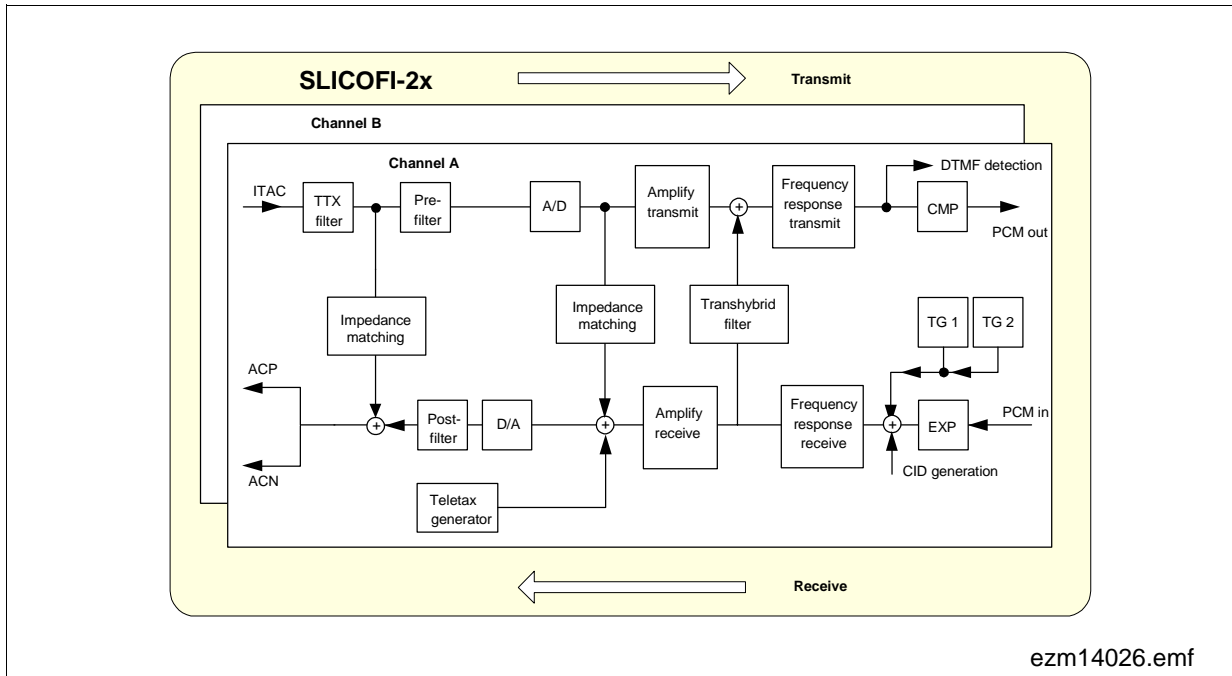 SLICOFI-2x
Transmit
Channel B
Channel A
DTMF detection
ITAC
TTX
filter
Pre-
filter
A/D
Amplify
transmit
Frequency
response
transmit
CMP
PCM out
Impedance
matching
Impedance
matching
Transhybrid
filter
TG 1
TG 2
ACP
ACN
Post-
filter
D/A
Amplify
receive
Frequency
response
receive
EXP
PCM in
CID generation
Teletax
generator
Receive
ezm14026.emf